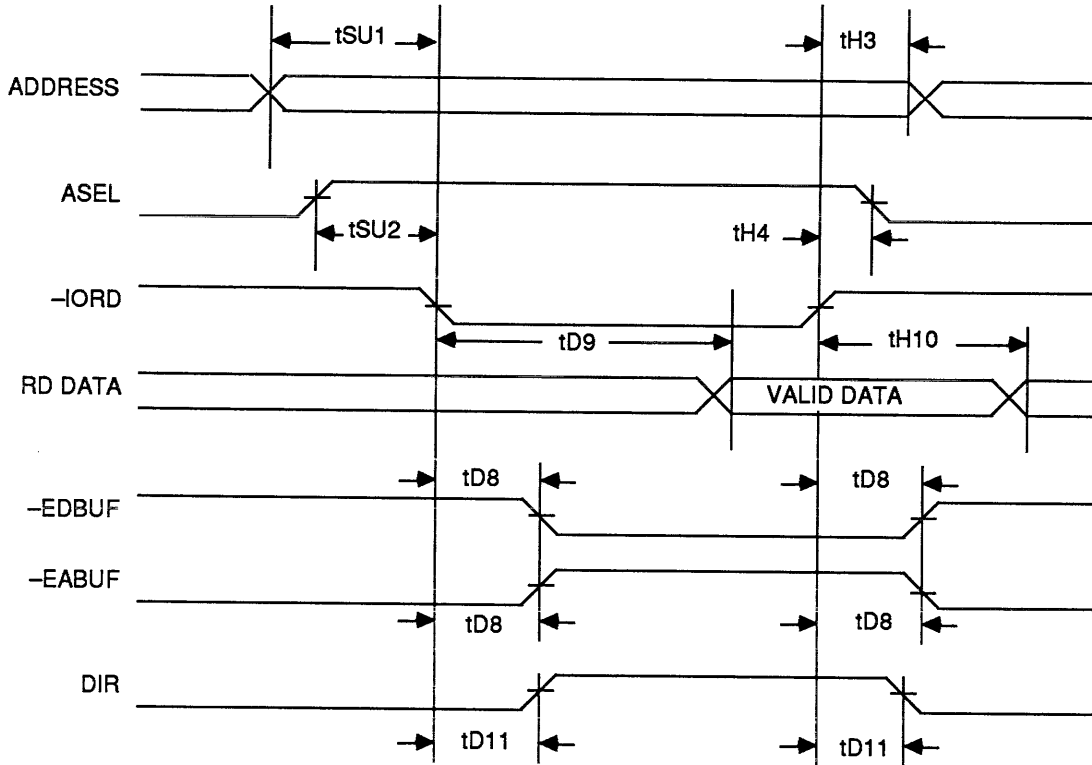 tSU1
tH3
ADDRESS
ASEL
tSU2
tH4
–IORD
tD9
tH10
RD DATA
VALID DATA
tD8
tD8
–EDBUF
–EABUF
tD8
tD8
DIR
tD11
tD11